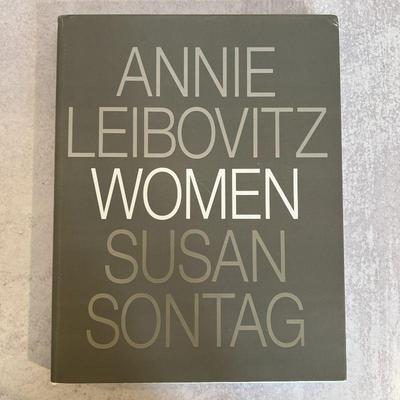 ANNIE
LEIBOVITZ
WOMEN
SUSAN
SONTAG